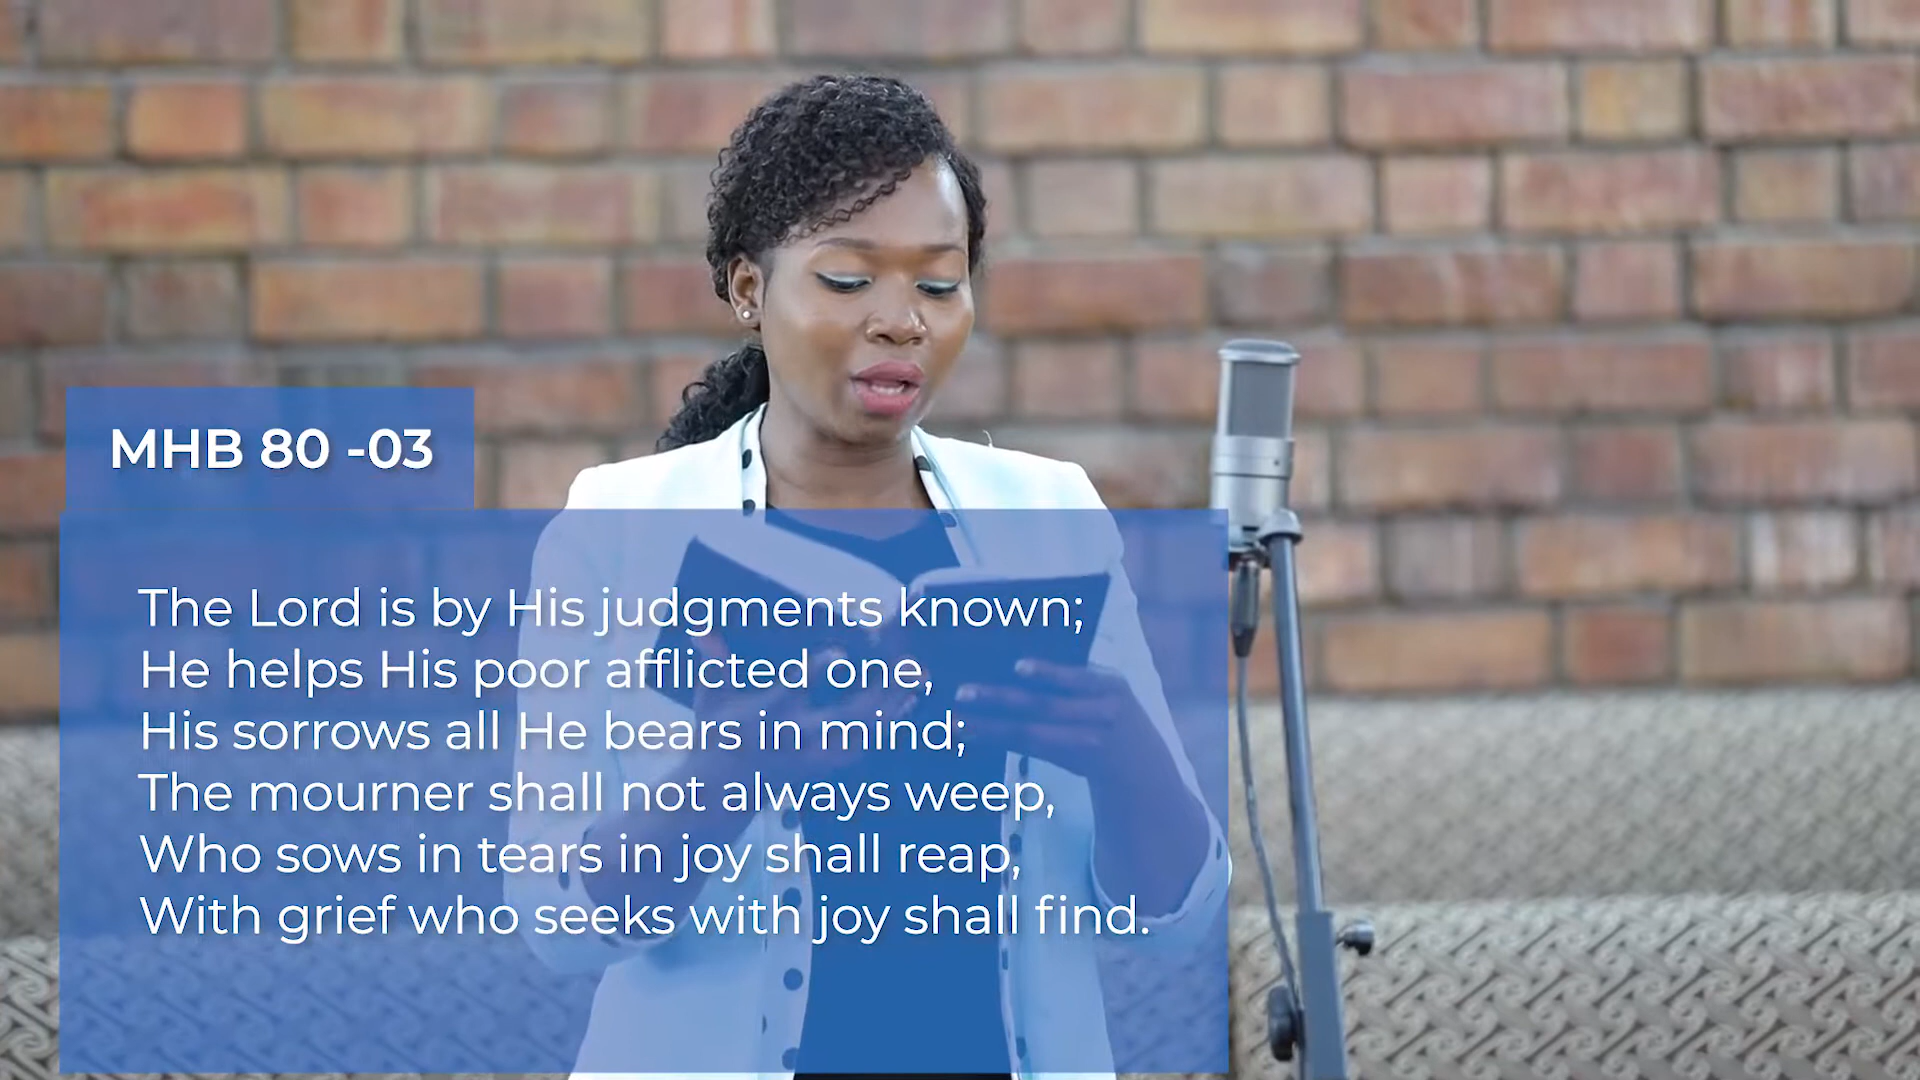 MHB 80 -03
The Lord is by His judgments known;
He helps His poor afflicted one,
His sorrows all He bears in mind;
The mourner shall not always weep,
Who sows in tears in joy shall reap,
With grief who seeks with joy shall find.